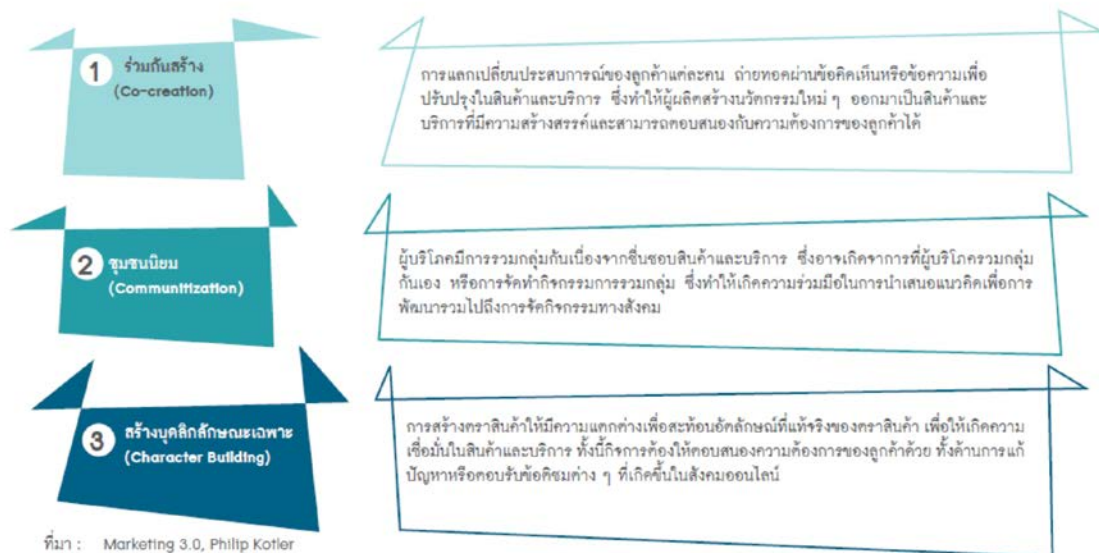 1
ร่วมกันสร้าง
(Co-creation)
การแลกเปลี่ยนประสบการณ์ของลูกค้าแต่ละคน ถ่ายทอดผ่านข้อคิดเห็นหรือข้อความเพื่อ
ปรับปรุงในสินค้าและบริการ ซึ่งทำให้ผู้ผลิตสร้างนวัตกรรมใหม่ ๆ ออกมาเป็นสินค้าและ
บริการที่มีความสร้างสรรค์และสามารถตอบสนองกับความต้องการของลูกค้าได้
2
ชุมชนนิยม
(Communitization)
ผู้บริโภคมีการรวมกลุ่มกันเนื่องจากชื่นชอบสินค้าและบริการ ซึ่งอาจเกิดจาการที่ผู้บริโภครวมกลุ่ม
กันเอง หรือการจัดทำกิจกรรมการรวมกลุ่ม ซึ่งทำให้เกิดความร่วมมือในการนำเสนอแนวคิดเพื่อการ
พัฒนารวมไปถึงการจัดกิจกรรมทางสังคม
3
สร้างบุคลิกลักษณะเฉพาะ
(Character Building)
การสร้างตราสินค้าให้มีความแตกต่างเพื่อสะท้อนอัตลักษณ์ที่แท้จริงของตราสินค้า เพื่อให้เกิดความ
เชื่อมั่นในสินค้าและบริการ ทั้งนี้กิจการต้องให้ตอบสนองความต้องการของลูกค้าด้วย ทั้งด้านการแก้
ปัญหาหรือตอบรับข้อติชมต่าง ๆ ที่เกิดขึ้นในสังคมออนไลน์
ที่มา : Marketing 3.0, Philip Kotler